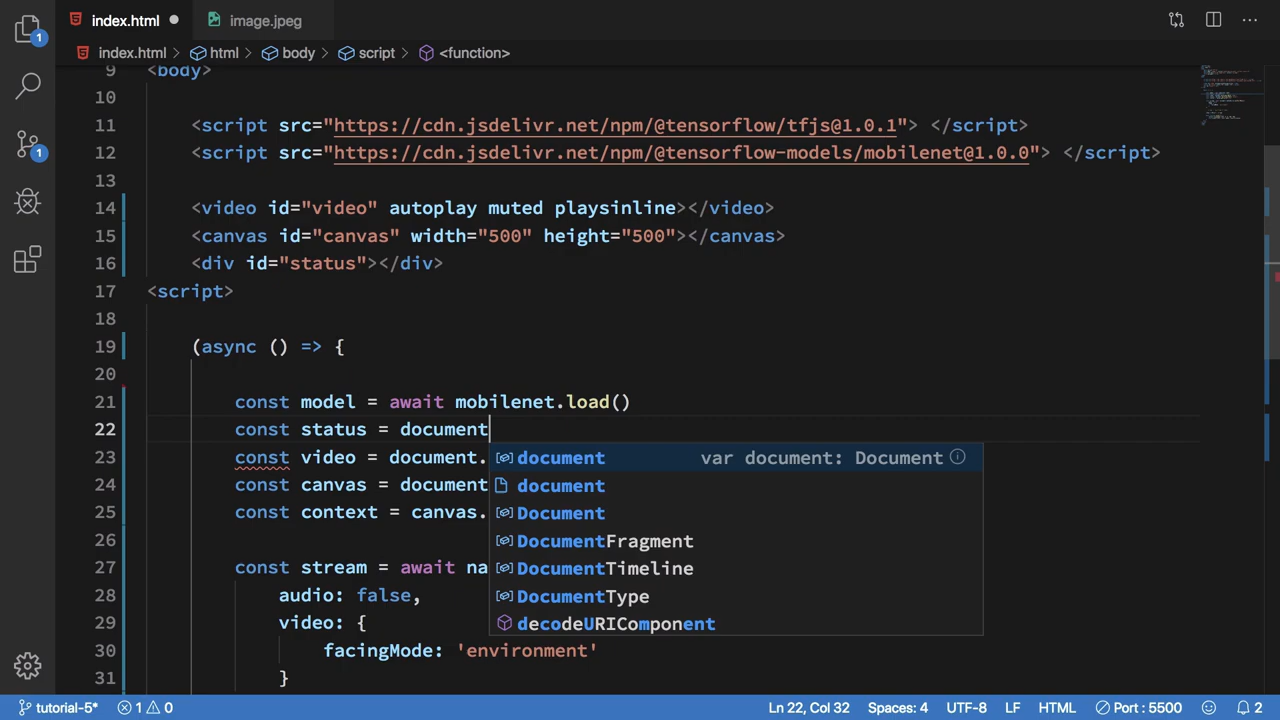 index.html image.jpeg
index.html html body script <function>
9 <body>
10
11 <script src="https://cdn.jsdelivr.net/npm/@tensorflow/tfjs@1.0.1"> </script>
12 <script src="https://cdn.jsdelivr.net/npm/@tensorflow-models/mobilenet@1.0.0"> </script>
13
14 <video id="video" autoplay muted playsinline></video>
15 <canvas id="canvas" width="500" height="500"></canvas>
16 <div id="status"></div>
17 <script>
18
19 (async () => {
20
21 const model = await mobilenet.load()
22 const status = document
23 const video = document. document var document: Document
24 const canvas = document document
25 const context = canvas. Document
26 DocumentFragment
27 const stream = await na DocumentTimeline
28 audio: false, DocumentType
29 video: { decodeURIComponent
30 facingMode: 'environment'
31 }
1
1
tutorial-5* 1 0 Ln 22, Col 32 Spaces: 4 UTF-8 LF HTML Port : 5500 2